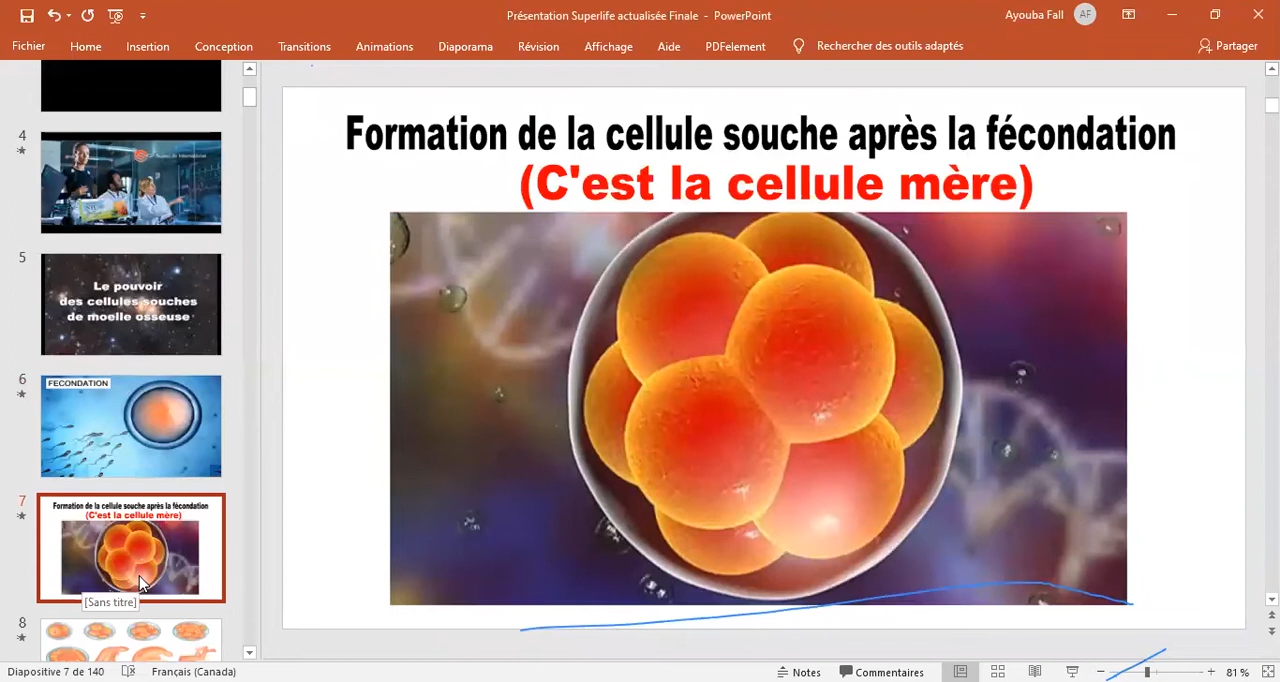 Présentation Superlife actualisée Finale - PowerPoint
Ayouba Fall
AF
Fichier
Home
Insertion
Conception
Transitions
Animations
Diaporama
Révision
Affichage
Aide
PDFelement
Rechercher des outils adaptés
Partager
4
5
Le pouvoir
des cellules souches
de moelle osseuse
6
FECONDATION
7
Formation de la cellule souche après la fécondation
(C'est la cellule mère)
[Sans titre]
8
Formation de la cellule souche après la fécondation
(C'est la cellule mère)
Diapositive 7 de 140
Français (Canada)
Notes
Commentaires
81 %